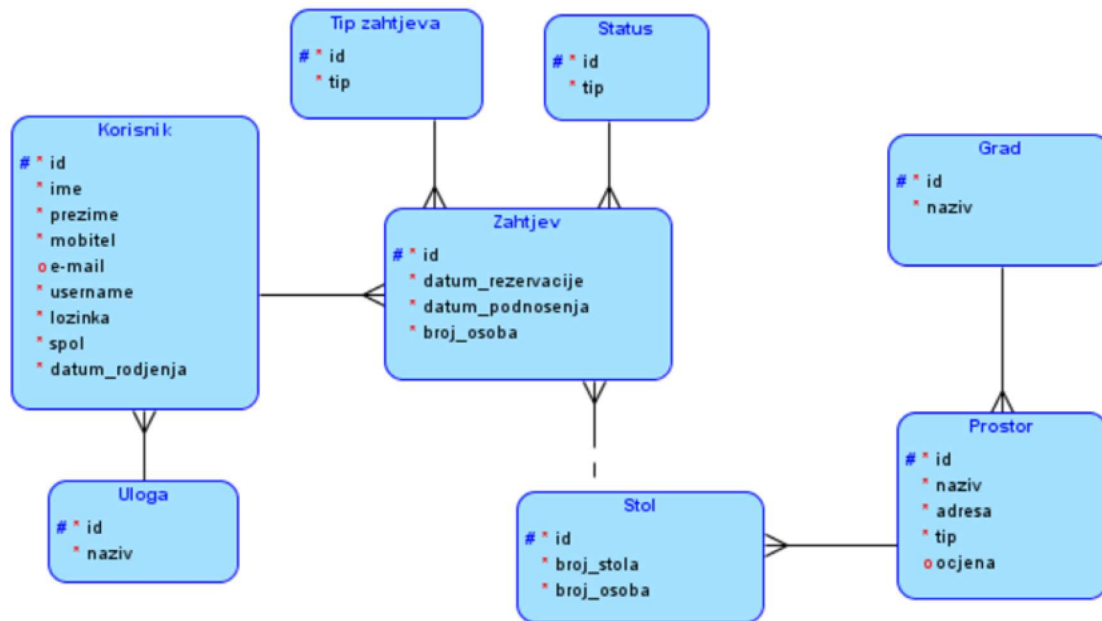 Tip zahtjeva
# * id
* tip
Status
# * id
* tip
Korisnik
# * id
* ime
* prezime
* mobitel
o e-mail
* username
* lozinka
* spol
* datum_rodjenja
Zahtjev
# * id
* datum_rezervacije
* datum_podnosenja
* broj_osoba
Grad
# * id
* naziv
Uloga
# * id
* naziv
Stol
# * id
* broj_stola
* broj_osoba
Prostor
# * id
* naziv
* adresa
* tip
o ocjena